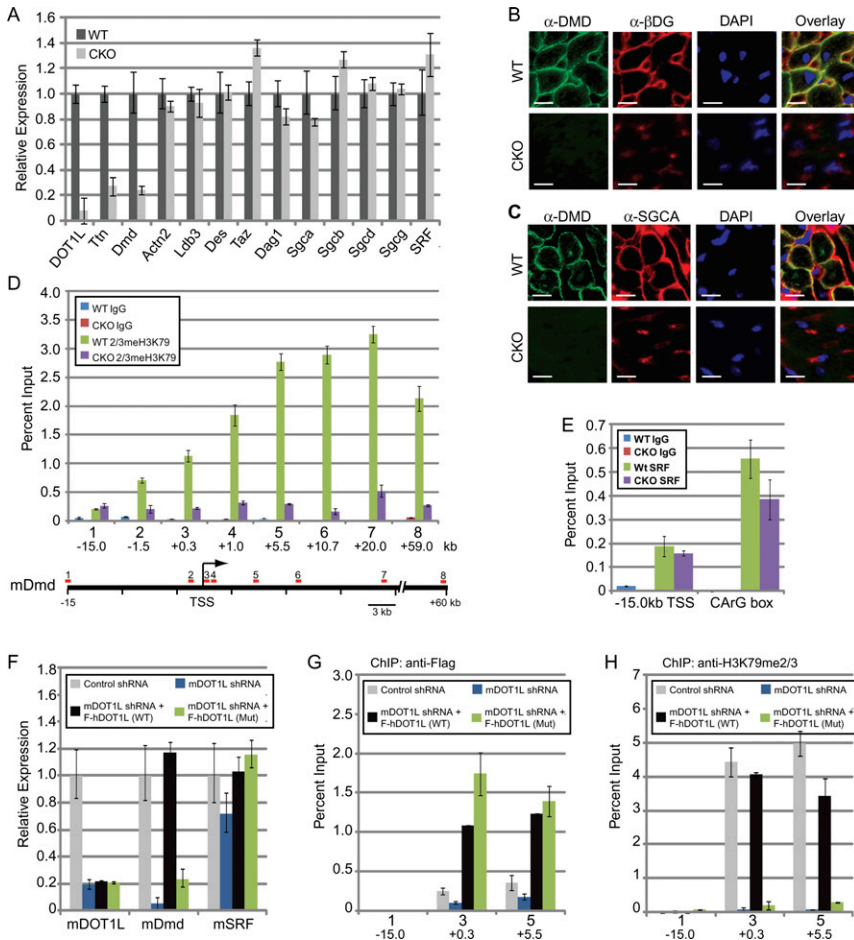 A
WT
CKO
Relative Expression
1.6
1.4
1.2
1.0
0.8
0.6
0.4
0.2
0
DOT1L
Ttn
Dmd
Actn2
Ldb3
Des
Taz
Dag1
Sgca
Sgcb
Sgcd
Sgcg
SRF
B
α-DMD α-βDG DAPI Overlay
WT
CKO
C
α-DMD α-SGCA DAPI Overlay
WT
CKO
D
WT IgG
CKO IgG
WT 2/3meH3K79
CKO 2/3meH3K79
Percent Input
4.0
3.5
3.0
2.5
2.0
1.5
1.0
0.5
0
1 2 3 4 5 6 7 8
-15.0 -1.5 +0.3 +1.0 +5.5 +10.7 +20.0 +59.0 kb
1 2 3 4 5 6 7 8
mDmd
-15 TSS 3 kb +60 kb
E
WT IgG
CKO IgG
Wt SRF
CKO SRF
Percent Input
0.7
0.6
0.5
0.4
0.3
0.2
0.1
0
-15.0kb TSS CArG box
F
Control shRNA
mDOT1L shRNA
mDOT1L shRNA +
F-hDOT1L (WT)
mDOT1L shRNA +
F-hDOT1L (Mut)
Relative Expression
1.8
1.6
1.4
1.2
1.0
0.8
0.6
0.4
0.2
0
mDOT1L mDmd mSRF
G
ChIP: anti-Flag
Control shRNA
mDOT1L shRNA
mDOT1L shRNA +
F-hDOT1L (WT)
mDOT1L shRNA +
F-hDOT1L (Mut)
Percent Input
3.0
2.5
2.0
1.5
1.0
0.5
0
1 3 5
-15.0 +0.3 +5.5
H
ChIP: anti-H3K79me2/3
Control shRNA
mDOT1L shRNA
mDOT1L shRNA +
F-hDOT1L (WT)
mDOT1L shRNA +
F-hDOT1L (Mut)
Percent Input
7
6
5
4
3
2
1
0
1 3 5
-15.0 +0.3 +5.5